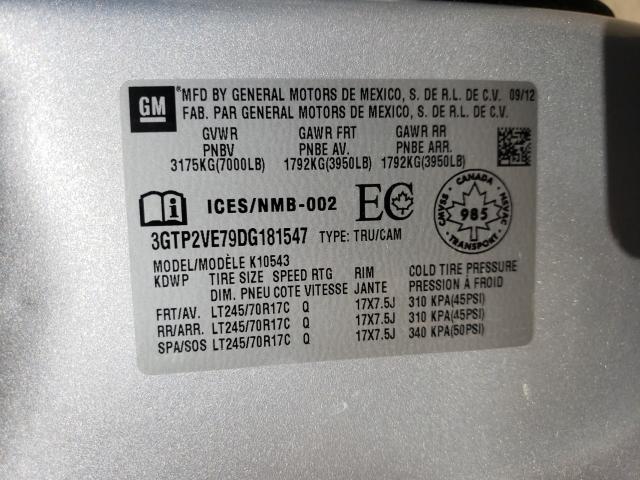 GM
® MFD BY GENERAL MOTORS DE MEXICO, S. DE R.L. DE C.V. 09/12
FAB. PAR GENERAL MOTORS DE MEXICO, S. DE R.L. DE C.V.
GVWR GAWR FRT GAWR RR
PNBV PNBE AV. PNBE ARR.
3175KG(7000LB) 1792KG(3950LB) 1792KG(3950LB)
i ICES/NMB-002 EC
CANADA
CMVSS 985 NSVAC
TRANSPORT
3GTP2VE79DG181547 TYPE: TRU/CAM
MODEL/MODÈLE K10543
KDWP TIRE SIZE SPEED RTG RIM COLD TIRE PRESSURE
DIM. PNEU COTE VITESSE JANTE PRESSION À FROID
FRT/AV. LT245/70R17C Q 17X7.5J 310 KPA(45PSI)
RR/ARR. LT245/70R17C Q 17X7.5J 310 KPA(45PSI)
SPA/SOS LT245/70R17C Q 17X7.5J 340 KPA(50PSI)